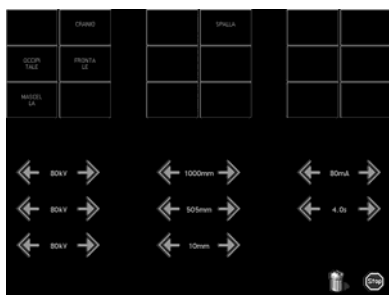 CRANIO
SPALLA
OCCIPI
TALE
FRONTA
LE
MASCEL
LA
80kV
1000mm
80mA
80kV
505mm
4.0s
80kV
10mm
Stop